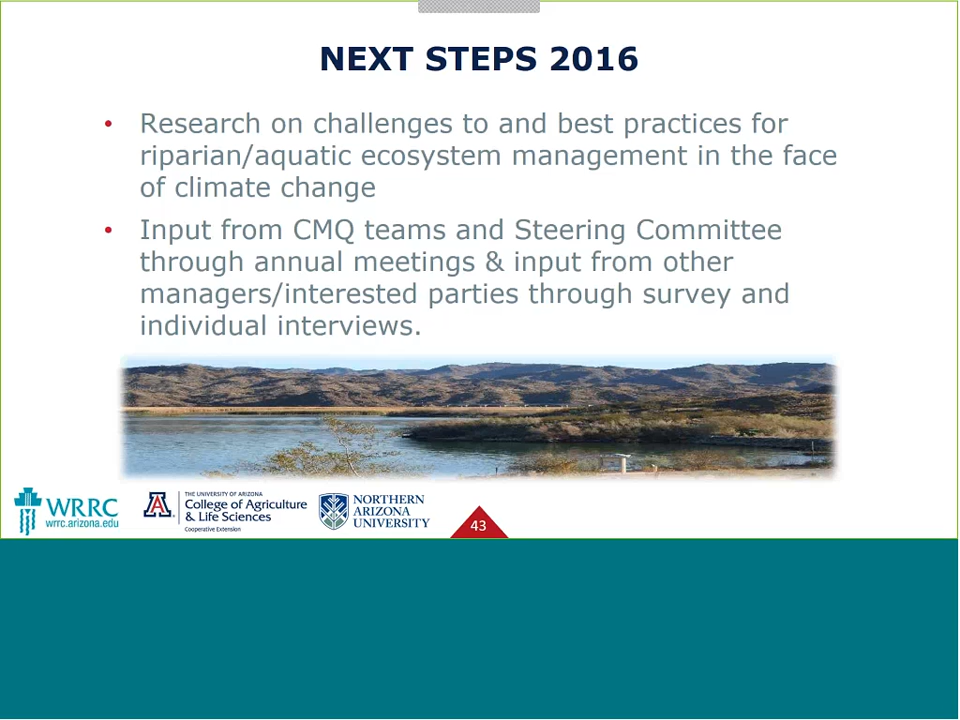 NEXT STEPS 2016
• Research on challenges to and best practices for
riparian/aquatic ecosystem management in the face
of climate change
• Input from CMQ teams and Steering Committee
through annual meetings & input from other
managers/interested parties through survey and
individual interviews.
WRRC
wrrc.arizona.edu
A
THE UNIVERSITY OF ARIZONA
College of Agriculture
& Life Sciences
Cooperative Extension
NORTHERN
ARIZONA
UNIVERSITY
43